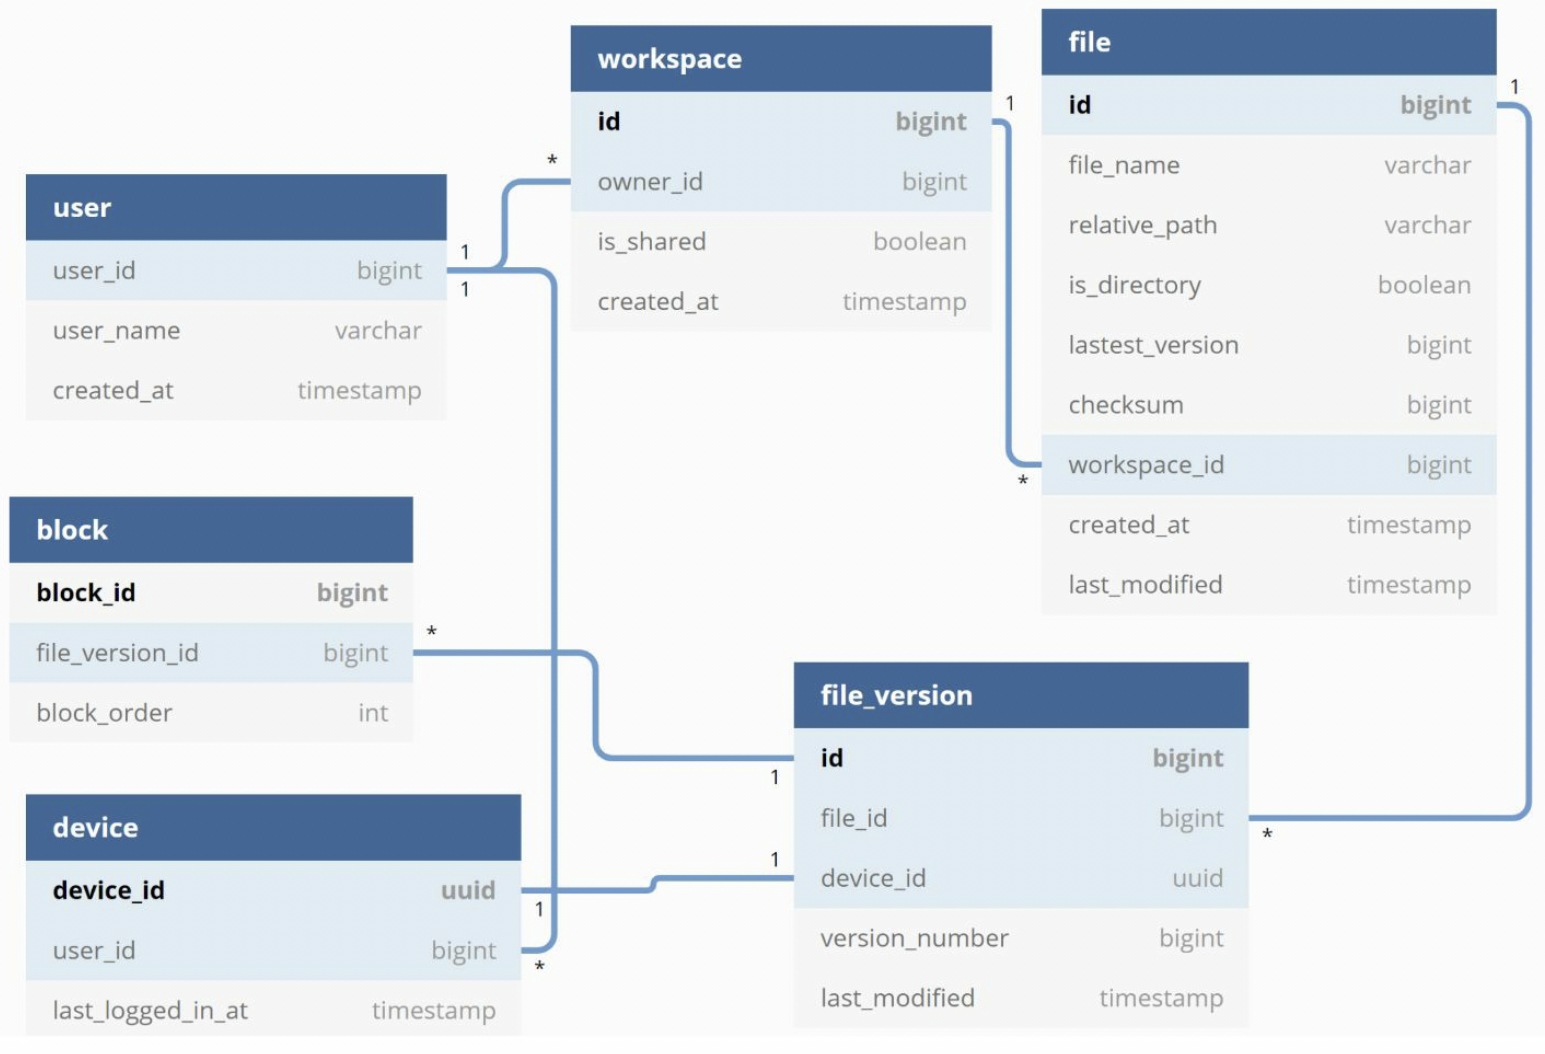 user
user_id bigint
user_name varchar
created_at timestamp
1
1
workspace
id bigint
owner_id bigint
is_shared boolean
created_at timestamp
*
1
file
id bigint
file_name varchar
relative_path varchar
is_directory boolean
lastest_version bigint
checksum bigint
workspace_id bigint
created_at timestamp
last_modified timestamp
1
*
block
block_id bigint
file_version_id bigint
block_order int
*
device
device_id uuid
user_id bigint
last_logged_in_at timestamp
1
*
file_version
id bigint
file_id bigint
device_id uuid
version_number bigint
last_modified timestamp
1
1
*